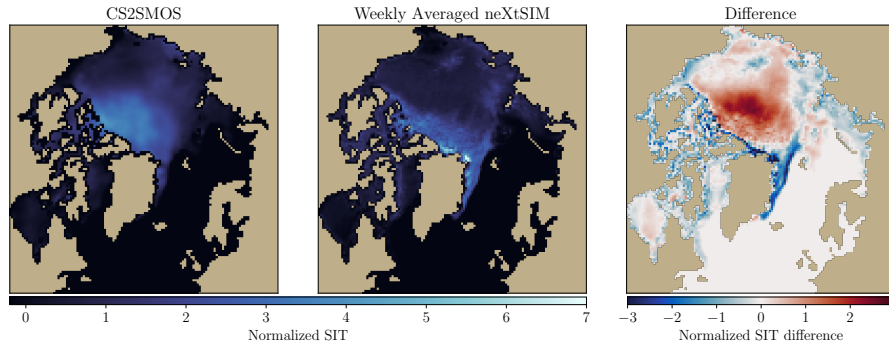 CS2SMOS
Weekly Averaged neXtSIM
Difference
0 1 2 3 4 5 6 7
Normalized SIT
−3 −2 −1 0 1 2
Normalized SIT difference